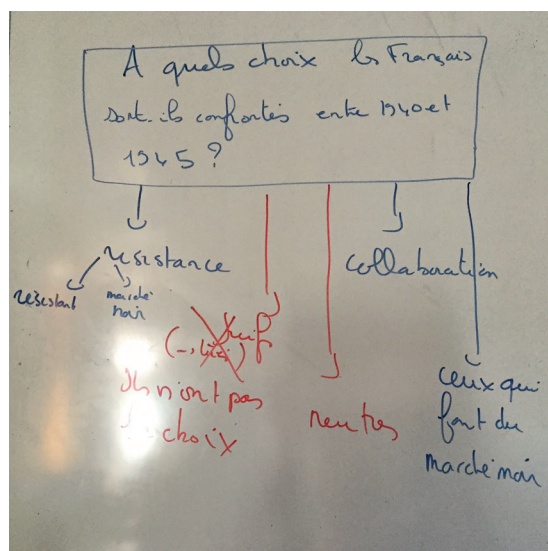 A quels choix les Français
sont-ils confrontés entre 1940 et
1945 ?
résistance
résistant
marché
noir
juif
Ils n'ont pas
choix
neutres
collaboration
ceux qui
font du
marché noir